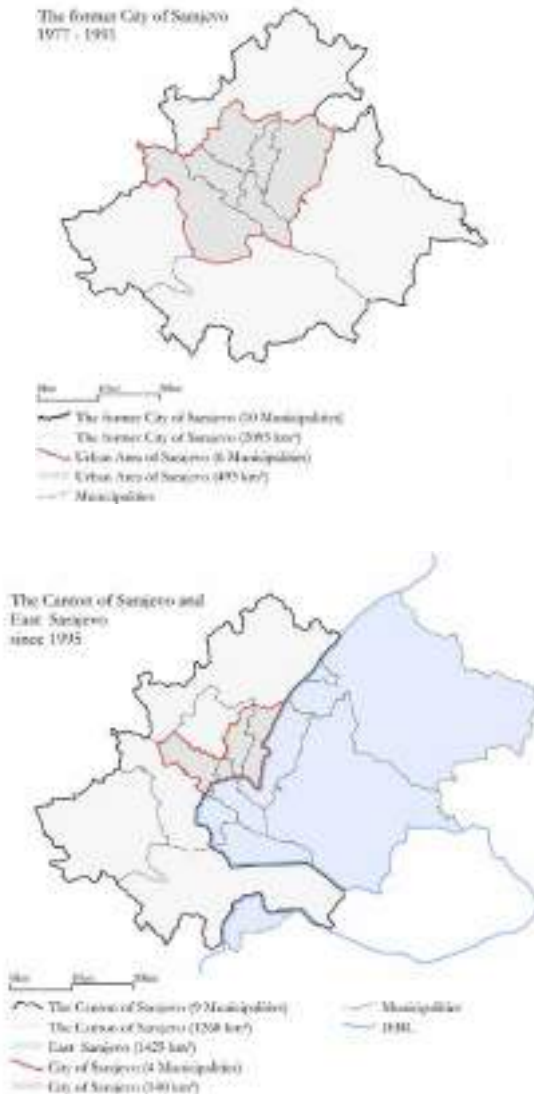 The former City of Sarajevo
1977 - 1991
The former City of Sarajevo (10 Municipalities)
The former City of Sarajevo (2095 km²)
Urban Area of Sarajevo (6 Municipalities)
Urban Area of Sarajevo (495 km²)
Municipalities
The Canton of Sarajevo and
East Sarajevo
since 1995
The Canton of Sarajevo (9 Municipalities)
The Canton of Sarajevo (1268 km²)
East Sarajevo (1425 km²)
City of Sarajevo (4 Municipalities)
City of Sarajevo (140 km²)
Municipalities
IEBL